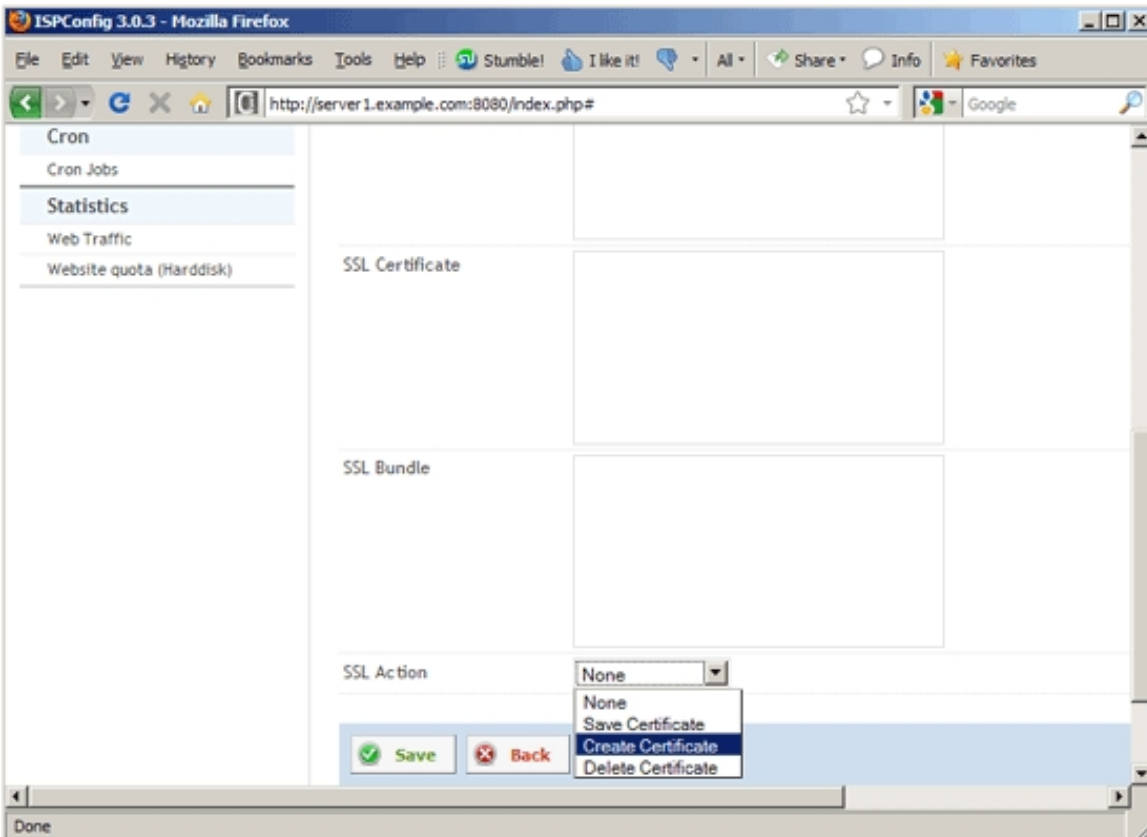 ISPConfig 3.0.3 - Mozilla Firefox
File Edit View History Bookmarks Tools Help Stumble! I like it! All Share Info Favorites
http://server1.example.com:8080/index.php# Google
Cron
Cron Jobs
Statistics
Web Traffic
Website quota (Harddisk)
SSL Certificate
SSL Bundle
SSL Action None
None
Save Certificate
Create Certificate
Delete Certificate
Save Back
Done